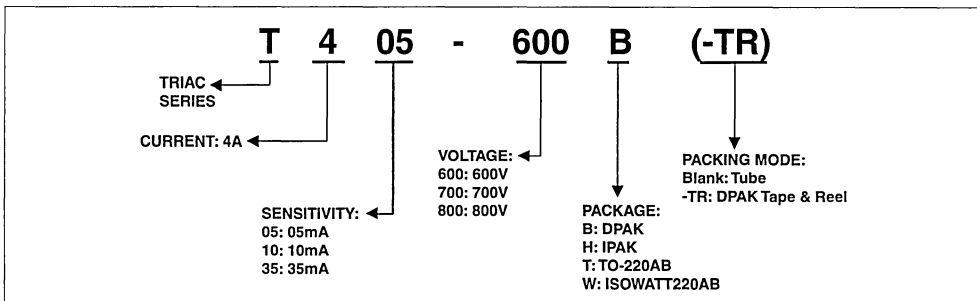 T 4 05 - 600 B (-TR)
TRIAC
SERIES
CURRENT: 4A
SENSITIVITY:
05: 05mA
10: 10mA
35: 35mA
VOLTAGE:
600: 600V
700: 700V
800: 800V
PACKAGE:
B: DPAK
H: IPAK
T: TO-220AB
W: ISOWATT220AB
PACKING MODE:
Blank: Tube
-TR: DPAK Tape & Reel